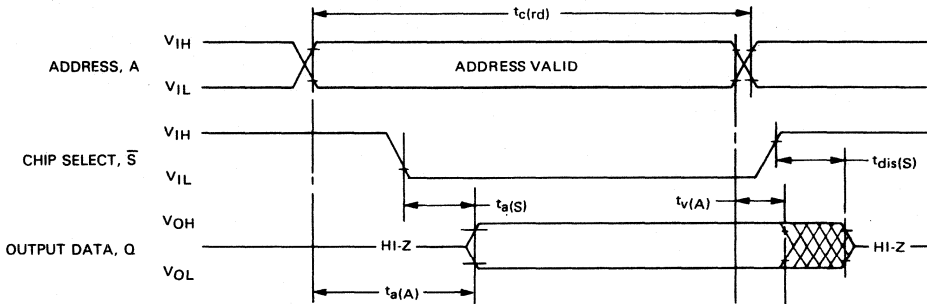 tc(rd)
VIH
ADDRESS, A
ADDRESS VALID
VIL
VIH
CHIP SELECT, S̅
tdis(S)
VIL
ta(S)
tv(A)
VOH
OUTPUT DATA, Q
HI-Z
HI-Z
VOL
ta(A)